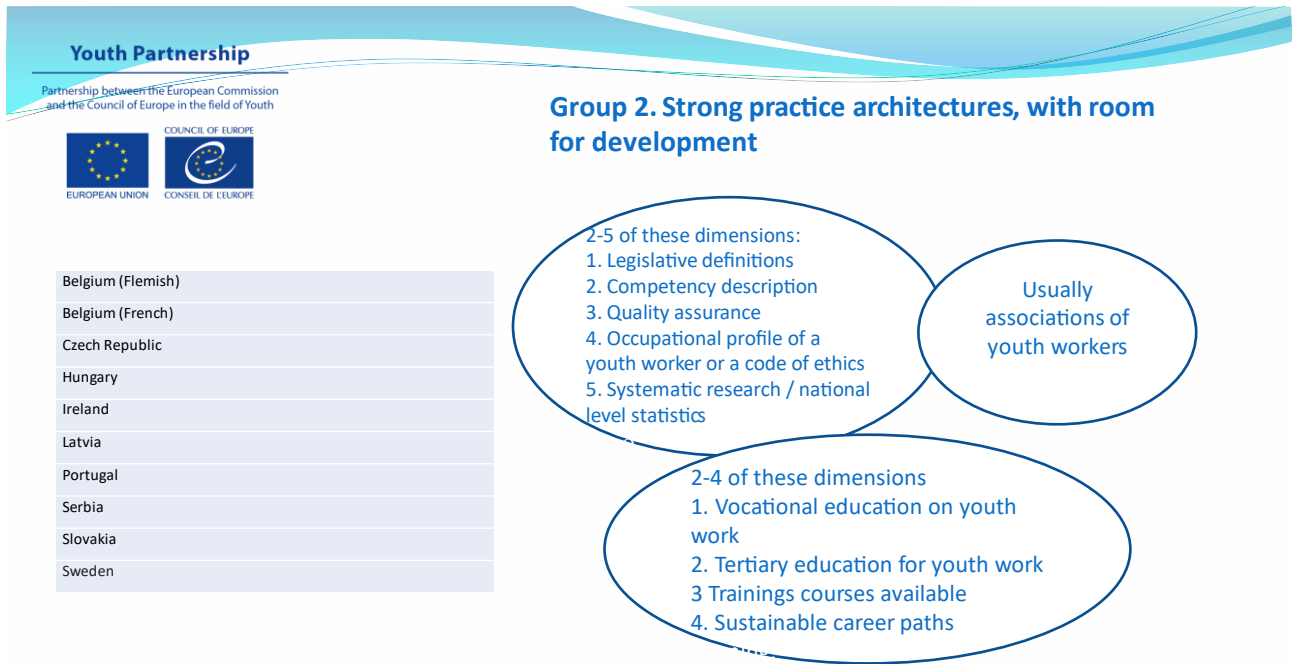 Youth Partnership
Partnership between the European Commission
and the Council of Europe in the field of Youth
COUNCIL OF EUROPE
EUROPEAN UNION
CONSEIL DE L'EUROPE
Group 2. Strong practice architectures, with room
for development
Belgium (Flemish)
Belgium (French)
Czech Republic
Hungary
Ireland
Latvia
Portugal
Serbia
Slovakia
Sweden
2-5 of these dimensions:
1. Legislative definitions
2. Competency description
3. Quality assurance
4. Occupational profile of a
youth worker or a code of ethics
5. Systematic research / national
level statistics
Usually
associations of
youth workers
2-4 of these dimensions
1. Vocational education on youth
work
2. Tertiary education for youth work
3 Trainings courses available
4. Sustainable career paths